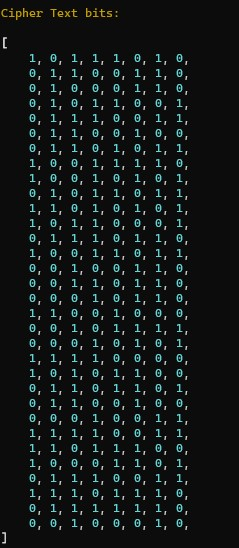 Cipher Text bits:
[
1, 0, 1, 1, 1, 0, 1, 0,
0, 1, 1, 0, 0, 1, 1, 0,
0, 1, 0, 0, 0, 1, 1, 0,
0, 1, 0, 1, 1, 0, 0, 1,
0, 1, 1, 1, 1, 0, 1, 1,
0, 1, 1, 0, 0, 1, 0, 0,
0, 1, 1, 0, 1, 0, 1, 1,
1, 0, 0, 1, 1, 1, 1, 0,
1, 0, 0, 1, 0, 1, 0, 1,
0, 1, 0, 1, 1, 0, 1, 1,
1, 1, 0, 1, 0, 1, 0, 1,
1, 0, 1, 1, 0, 0, 0, 1,
0, 1, 1, 1, 0, 1, 1, 0,
1, 0, 0, 1, 1, 0, 1, 1,
0, 0, 1, 0, 0, 1, 1, 0,
0, 0, 1, 1, 0, 1, 1, 0,
0, 0, 0, 0, 1, 0, 1, 1,
1, 1, 0, 0, 1, 0, 0, 0,
0, 0, 1, 0, 1, 1, 1, 1,
0, 0, 0, 1, 0, 1, 0, 1,
1, 1, 1, 1, 0, 0, 0, 0,
1, 0, 1, 0, 1, 1, 0, 0,
0, 1, 1, 0, 1, 1, 0, 1,
0, 1, 1, 0, 0, 1, 0, 0,
0, 0, 0, 1, 0, 0, 1, 1,
1, 1, 1, 1, 0, 0, 1, 1,
1, 1, 0, 1, 1, 1, 0, 0,
1, 0, 0, 0, 1, 1, 0, 1,
0, 1, 1, 1, 0, 0, 1, 1,
1, 1, 1, 0, 1, 1, 1, 0,
0, 1, 1, 1, 1, 1, 1, 0,
0, 0, 1, 0, 0, 0, 1, 0,
]